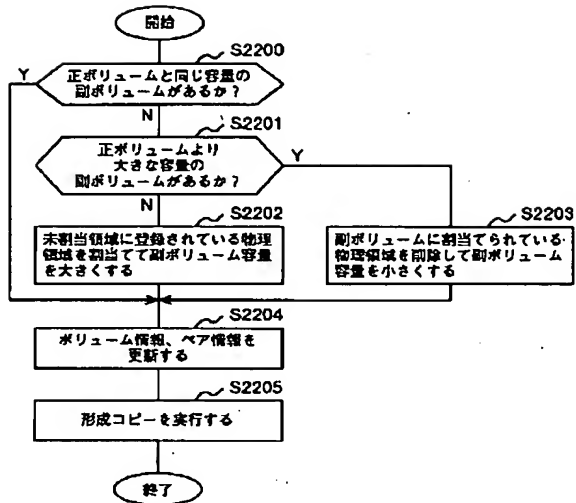 開始
S2200
Y
正ボリュームと同じ容量の
副ボリュームがあるか?
N
S2201
正ボリュームより
大きな容量の
副ボリュームがあるか?
Y
N
S2202
未割当領域に登録されている物理
領域を割当てて副ボリューム容量
を大きくする
S2203
副ボリュームに割当てられている
物理領域を削除して副ボリューム
容量を小さくする
S2204
ボリューム情報、ペア情報を
更新する
S2205
形成コピーを実行する
終了